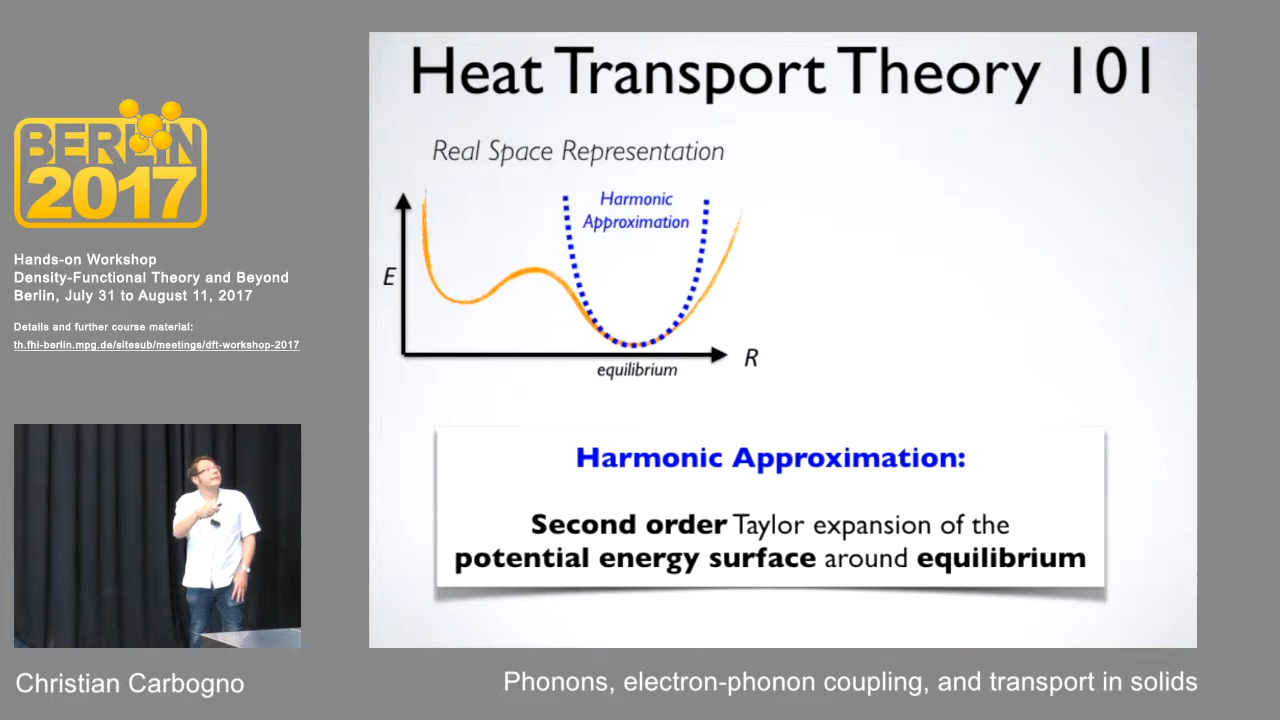 Heat Transport Theory 101
Real Space Representation
Harmonic
Approximation
E
R
equilibrium
Harmonic Approximation:
Second order Taylor expansion of the
potential energy surface around equilibrium
BERLIN
2017
Hands-on Workshop
Density-Functional Theory and Beyond
Berlin, July 31 to August 11, 2017
Details and further course material:
th.fhi-berlin.mpg.de/sitesub/meetings/dft-workshop-2017
Christian Carbogno
Phonons, electron-phonon coupling, and transport in solids